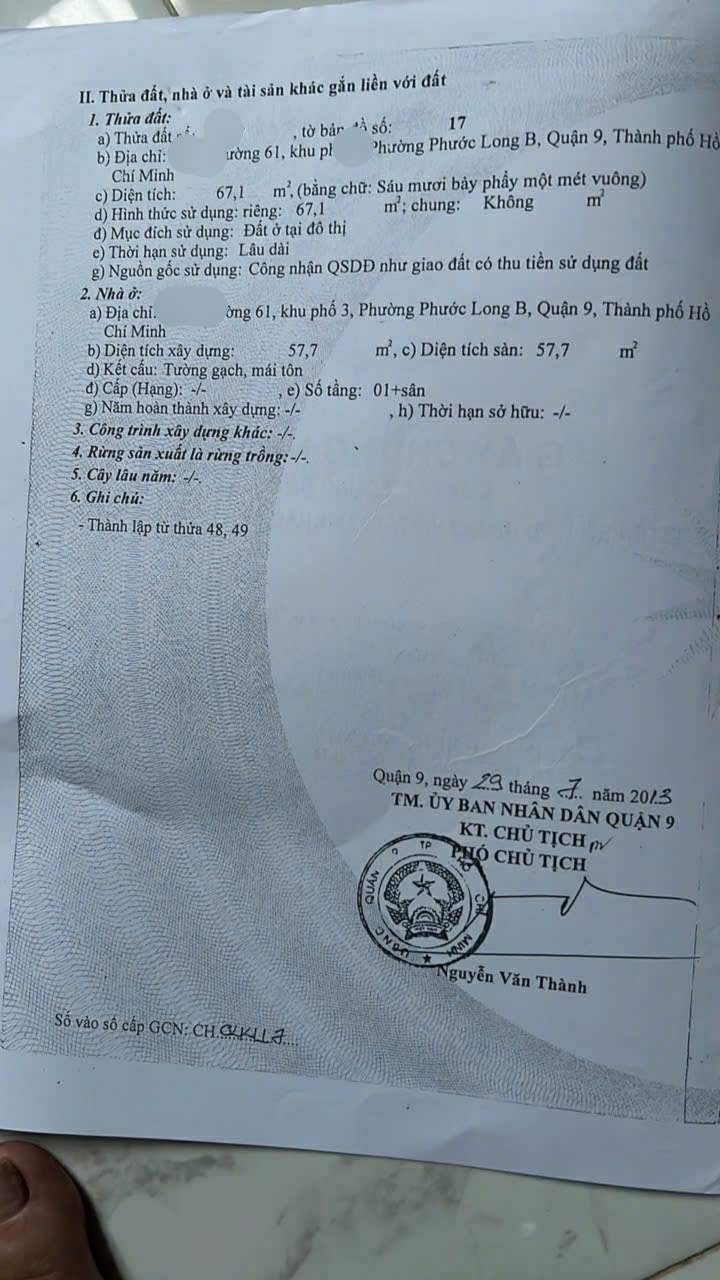 II. Thửa đất, nhà ở và tài sản khác gắn liền với đất
1. Thửa đất:
a) Thửa đất , tờ bản đồ số: 17
b) Địa chỉ: ường 61, khu ph Phường Phước Long B, Quận 9, Thành phố Hồ
Chí Minh
c) Diện tích: 67,1 m², (bằng chữ: Sáu mươi bảy phẩy một mét vuông)
d) Hình thức sử dụng: riêng: 67,1 m²; chung: Không m²
đ) Mục đích sử dụng: Đất ở tại đô thị
e) Thời hạn sử dụng: Lâu dài
g) Nguồn gốc sử dụng: Công nhận QSDĐ như giao đất có thu tiền sử dụng đất
2. Nhà ở:
a) Địa chỉ. ờng 61, khu phố 3, Phường Phước Long B, Quận 9, Thành phố Hồ
Chí Minh
b) Diện tích xây dựng: 57,7 m², c) Diện tích sàn: 57,7 m²
d) Kết cấu: Tường gạch, mái tôn
đ) Cấp (Hạng): -/- , e) Số tầng: 01+sân
g) Năm hoàn thành xây dựng: -/- , h) Thời hạn sở hữu: -/-
3. Công trình xây dựng khác: -/-.
4. Rừng sản xuất là rừng trồng: -/-.
5. Cây lâu năm: -/-.
6. Ghi chú:
- Thành lập từ thửa 48, 49
Quận 9, ngày 29 tháng 7 năm 2013
TM. ỦY BAN NHÂN DÂN QUẬN 9
KT. CHỦ TỊCH
PHÓ CHỦ TỊCH
Nguyễn Văn Thành
Số vào sổ cấp GCN: CH